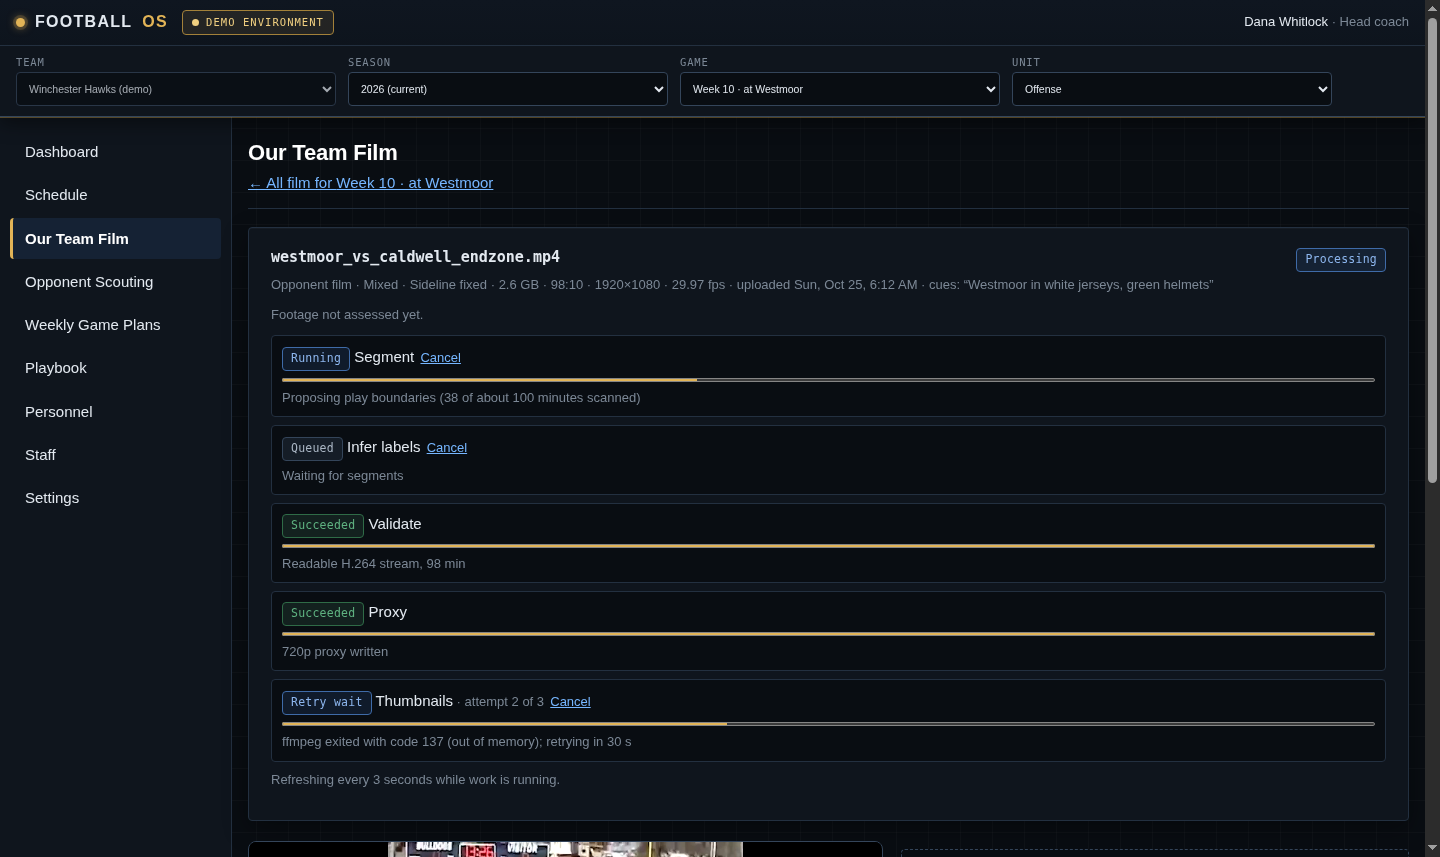 FOOTBALL OS
DEMO ENVIRONMENT
Dana Whitlock · Head coach
TEAM
Winchester Hawks (demo)
SEASON
2026 (current)
GAME
Week 10 · at Westmoor
UNIT
Offense
Dashboard
Schedule
Our Team Film
Opponent Scouting
Weekly Game Plans
Playbook
Personnel
Staff
Settings
Our Team Film
← All film for Week 10 · at Westmoor
westmoor_vs_caldwell_endzone.mp4
Processing
Opponent film · Mixed · Sideline fixed · 2.6 GB · 98:10 · 1920×1080 · 29.97 fps · uploaded Sun, Oct 25, 6:12 AM · cues: “Westmoor in white jerseys, green helmets”
Footage not assessed yet.
Running Segment Cancel
Proposing play boundaries (38 of about 100 minutes scanned)
Queued Infer labels Cancel
Waiting for segments
Succeeded Validate
Readable H.264 stream, 98 min
Succeeded Proxy
720p proxy written
Retry wait Thumbnails · attempt 2 of 3 Cancel
ffmpeg exited with code 137 (out of memory); retrying in 30 s
Refreshing every 3 seconds while work is running.
BULLDOGS 13:26 VISITOR